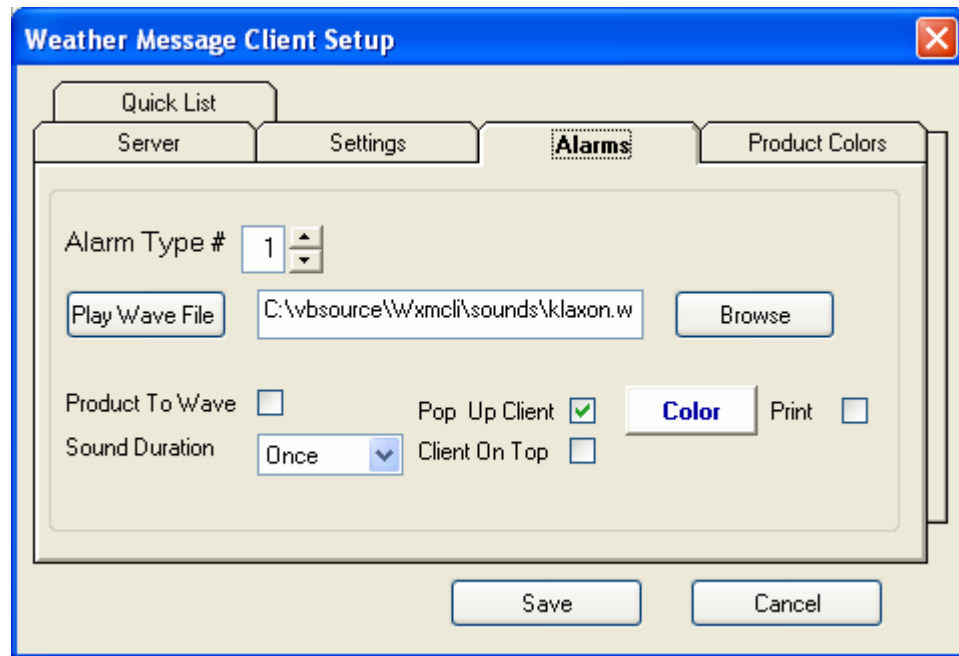 Weather Message Client Setup
Quick List
Server Settings Alarms Product Colors
Alarm Type # 1
Play Wave File C:\vbsource\Wxmcli\sounds\klaxon.w Browse
Product To Wave Pop Up Client Color Print
Sound Duration Once Client On Top
Save Cancel